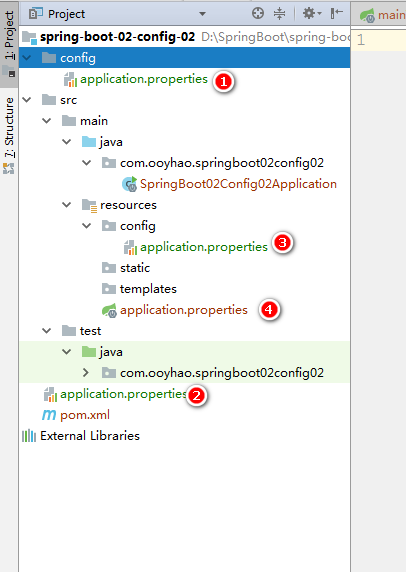 1: Project
7: Structure
Project
spring-boot-02-config-02 D:\SpringBoot\spring-boo
config
application.properties 1
src
main
java
com.ooyhao.springboot02config02
SpringBoot02Config02Application
resources
config
application.properties 3
static
templates
application.properties 4
test
java
com.ooyhao.springboot02config02
application.properties 2
pom.xml
External Libraries
main
1